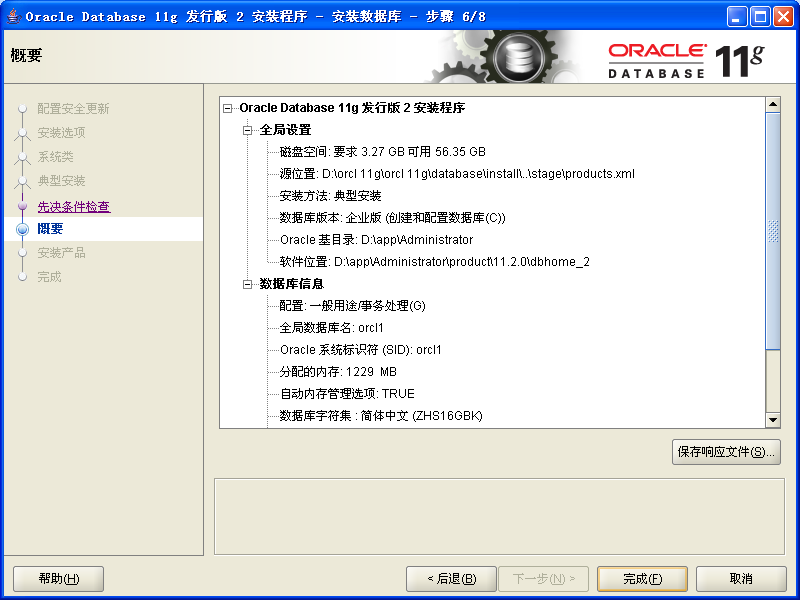 Oracle Database 11g 发行版 2 安装程序 - 安装数据库 - 步骤 6/8
概要
ORACLE
DATABASE
11g
配置安全更新
安装选项
系统类
典型安装
先决条件检查
概要
安装产品
完成
Oracle Database 11g 发行版 2 安装程序
全局设置
磁盘空间: 要求 3.27 GB 可用 56.35 GB
源位置: D:\orcl 11g\orcl 11g\database\install\..\stage\products.xml
安装方法: 典型安装
数据库版本: 企业版 (创建和配置数据库(C))
Oracle 基目录: D:\app\Administrator
软件位置: D:\app\Administrator\product\11.2.0\dbhome_2
数据库信息
配置: 一般用途/事务处理(G)
全局数据库名: orcl1
Oracle 系统标识符 (SID): orcl1
分配的内存: 1229 MB
自动内存管理选项: TRUE
数据库字符集 : 简体中文 (ZHS16GBK)
保存响应文件(S)...
帮助(H)
< 后退(B)
下一步(N) >
完成(F)
取消